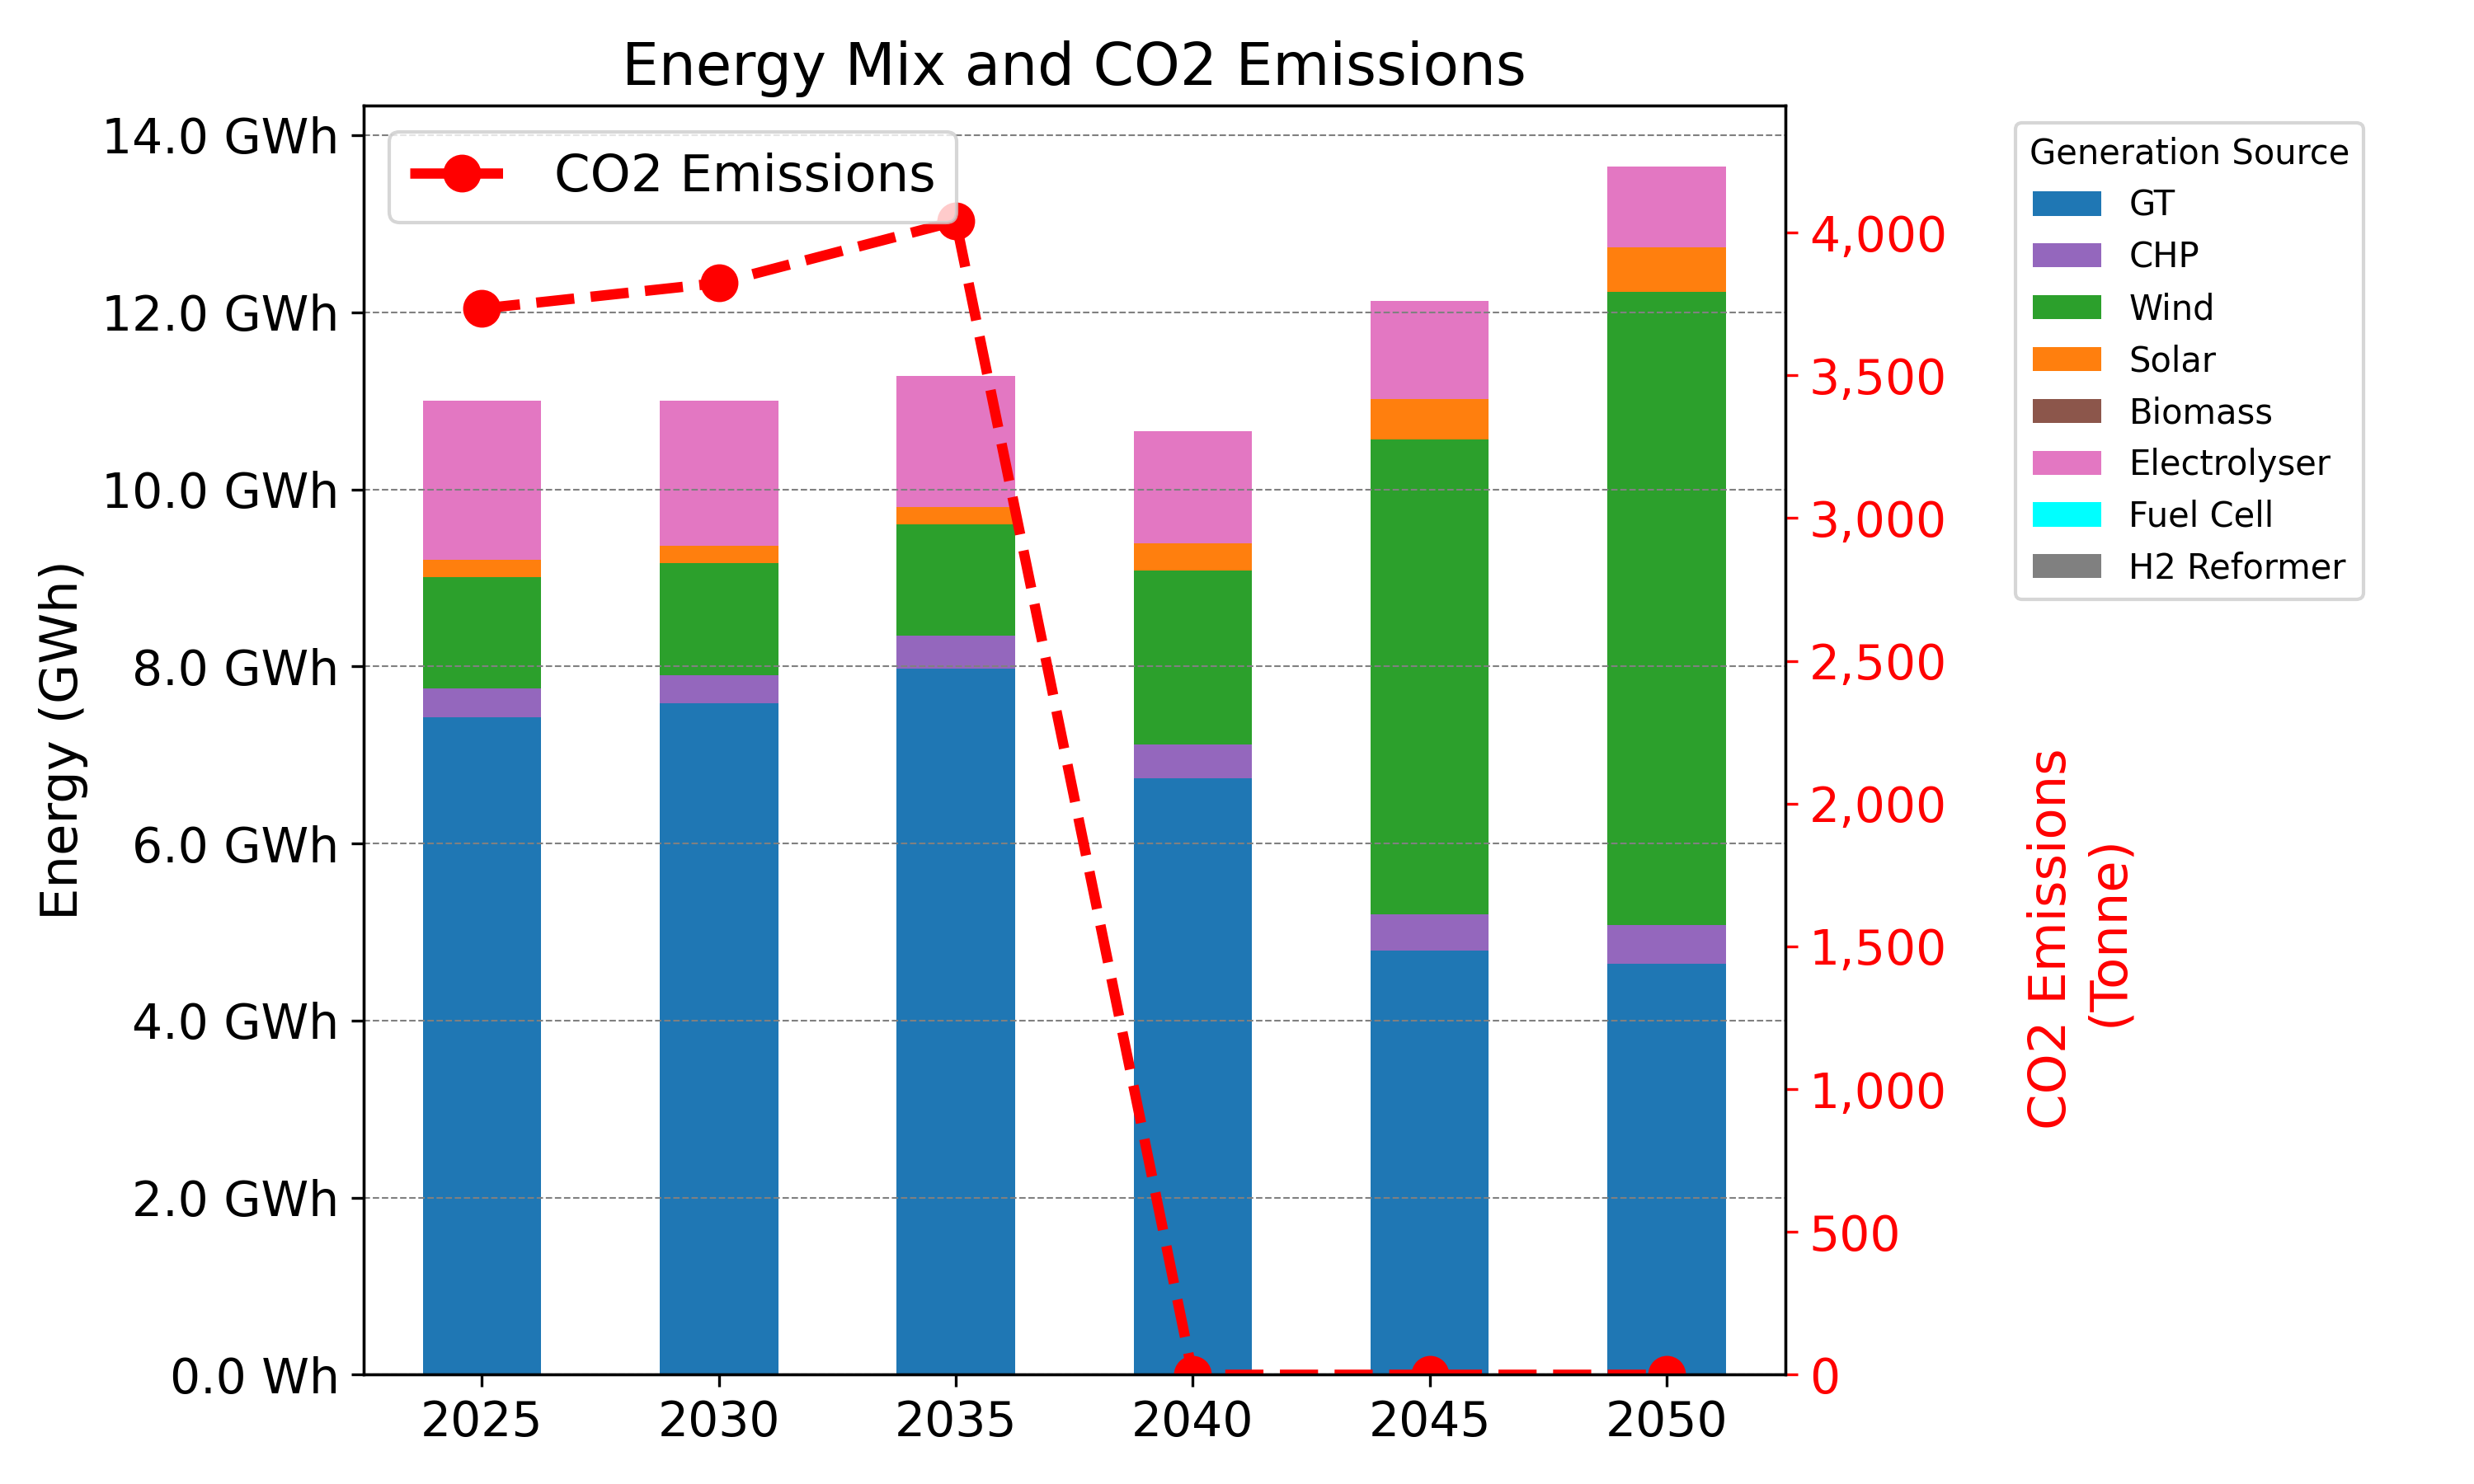 Energy Mix and CO2 Emissions
CO2 Emissions
Energy (GWh)
14.0 GWh
12.0 GWh
10.0 GWh
8.0 GWh
6.0 GWh
4.0 GWh
2.0 GWh
0.0 Wh
2025 2030 2035 2040 2045 2050
4,000
3,500
3,000
2,500
2,000
1,500
1,000
500
0
CO2 Emissions
(Tonne)
Generation Source
GT
CHP
Wind
Solar
Biomass
Electrolyser
Fuel Cell
H2 Reformer